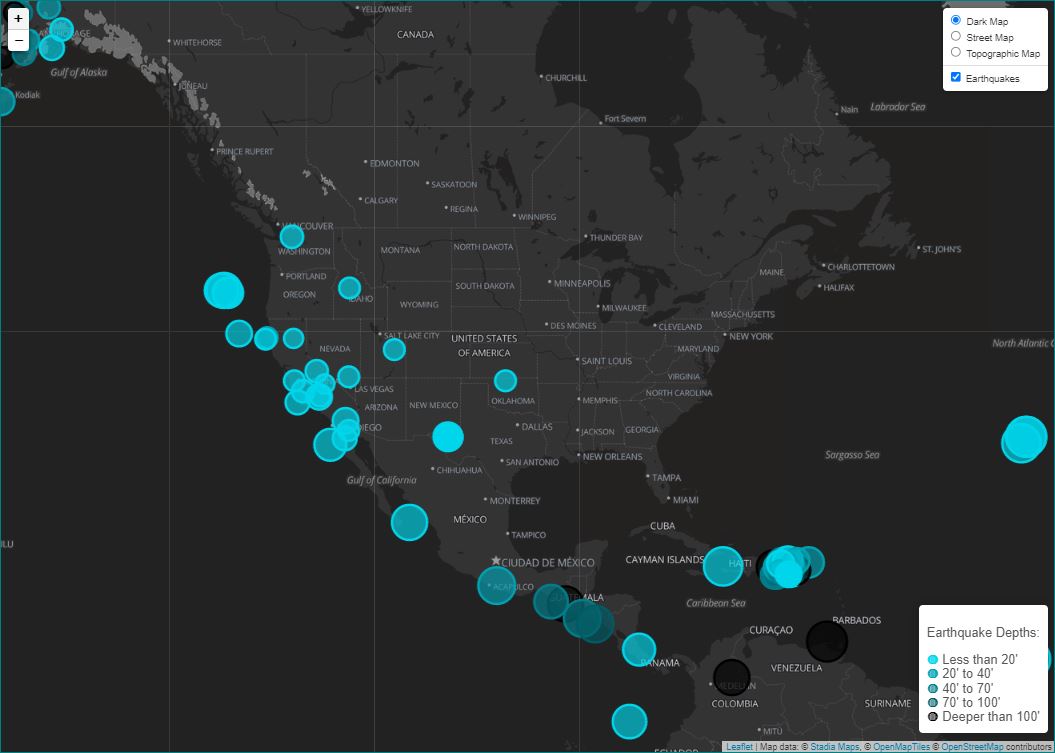 +
−
YELLOWKNIFE
CANADA
WHITEHORSE
Gulf of Alaska
JUNEAU
Kodiak
CHURCHILL
Nain
Labrador Sea
Fort Severn
PRINCE RUPERT
EDMONTON
SASKATOON
CALGARY
REGINA
WINNIPEG
VANCOUVER
THUNDER BAY
WASHINGTON
MONTANA
NORTH DAKOTA
ST. JOHN'S
PORTLAND
OREGON
IDAHO
WYOMING
SOUTH DAKOTA
MINNEAPOLIS
MAINE
CHARLOTTETOWN
HALIFAX
MILWAUKEE
MASSACHUSETTS
DES MOINES
CLEVELAND
SALT LAKE CITY
UNITED STATES
OF AMERICA
NEW YORK
NEVADA
MARYLAND
North Atlantic
SAINT LOUIS
VIRGINIA
LAS VEGAS
NORTH CAROLINA
OKLAHOMA
MEMPHIS
ARIZONA
NEW MEXICO
DALLAS
JACKSON
GEORGIA
TEXAS
NEW ORLEANS
Sargasso Sea
SAN ANTONIO
CHIHUAHUA
TAMPA
Gulf of California
MONTERREY
MIAMI
MÉXICO
CUBA
TAMPICO
CIUDAD DE MÉXICO
CAYMAN ISLANDS
HAITI
ACAPULCO
GUATEMALA
Caribbean Sea
BARBADOS
CURAÇAO
PANAMA
VENEZUELA
MEDELLÍN
COLOMBIA
SURINAME
MITÚ
ECUADOR
Dark Map
Street Map
Topographic Map
Earthquakes
Earthquake Depths:
Less than 20'
20' to 40'
40' to 70'
70' to 100'
Deeper than 100'
Leaflet | Map data: © Stadia Maps, © OpenMapTiles © OpenStreetMap contributors